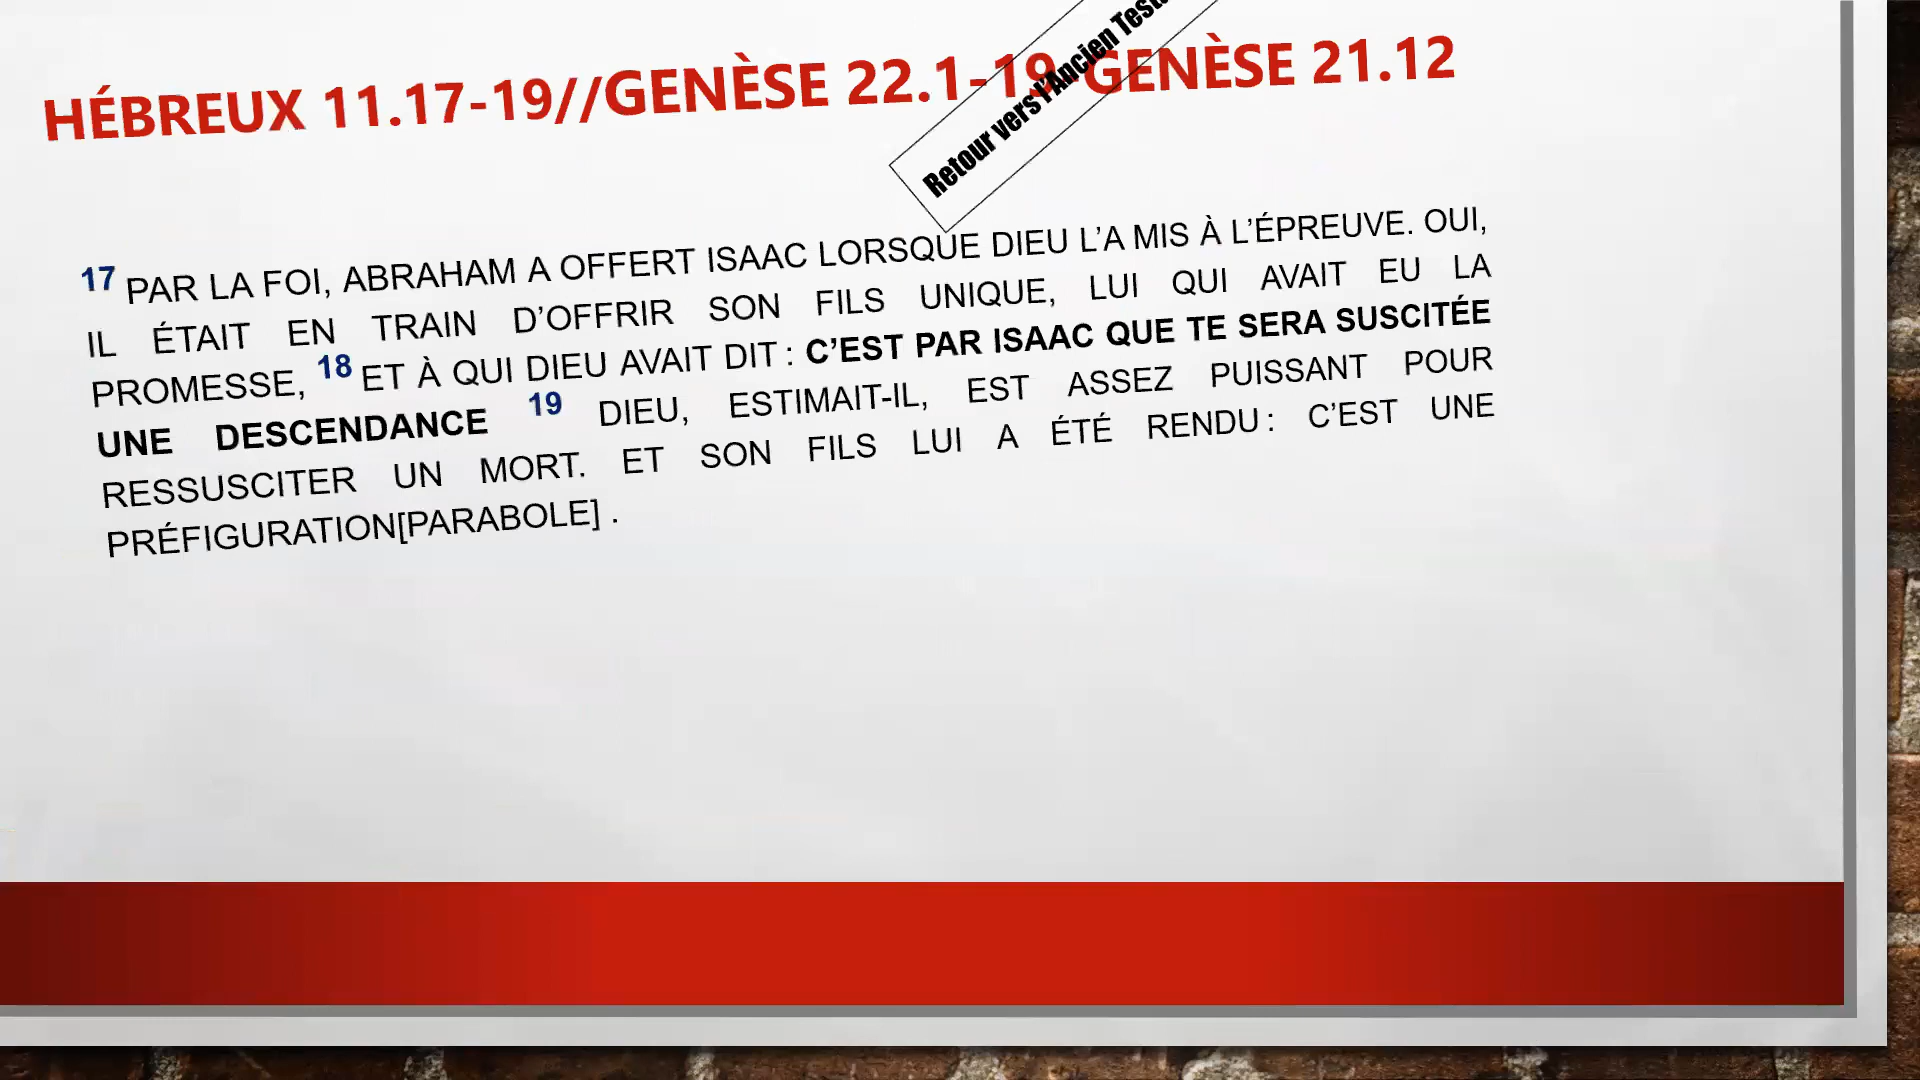 HÉBREUX 11.17-19//GENÈSE 22.1-19 GENÈSE 21.12
Retour vers l'Ancien
17 PAR LA FOI, ABRAHAM A OFFERT ISAAC LORSQUE DIEU L'A MIS À L'ÉPREUVE. OUI,
IL ÉTAIT EN TRAIN D'OFFRIR SON FILS UNIQUE, LUI QUI AVAIT EU LA
PROMESSE, 18 ET À QUI DIEU AVAIT DIT : C'EST PAR ISAAC QUE TE SERA SUSCITÉE
UNE DESCENDANCE 19 DIEU, ESTIMAIT-IL, EST ASSEZ PUISSANT POUR
RESSUSCITER UN MORT. ET SON FILS LUI A ÉTÉ RENDU : C'EST UNE
PRÉFIGURATION[PARABOLE] .